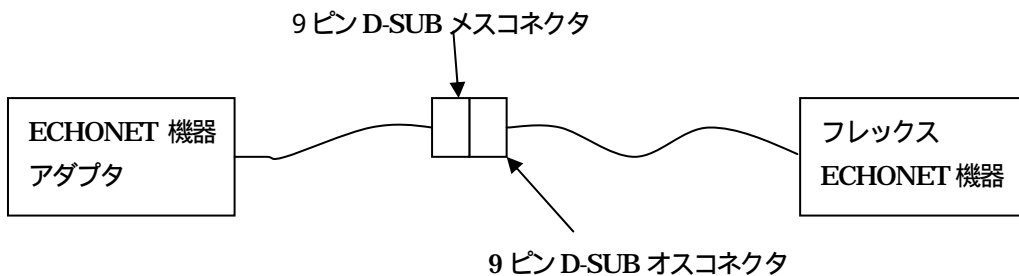 9 ピン D-SUB メスコネクタ
ECHONET 機器
アダプタ
フレックス
ECHONET 機器
9 ピン D-SUB オスコネクタ